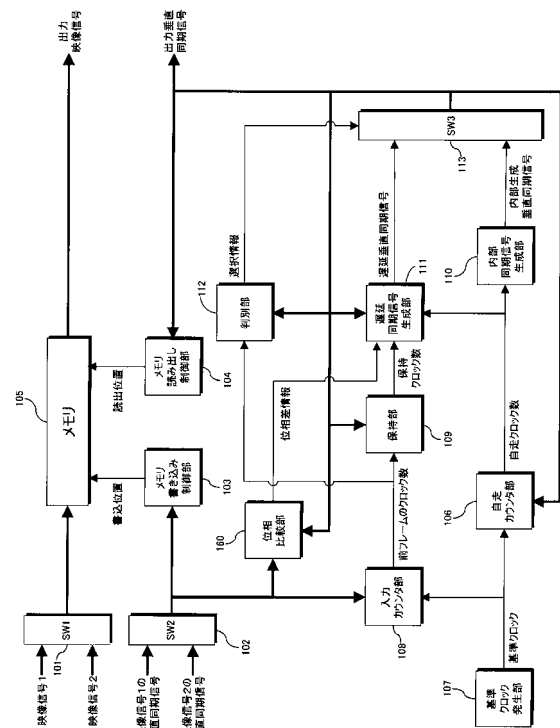 出力
映像信号
出力垂直
同期信号
105
メモリ
読出位置
書込位置
メモリ
読み出し
制御部
104
メモリ
書き込み
制御部
103
SW1
101
映像信号1
映像信号2
SW2
102
像信号1の
直同期信号
像信号2の
直同期信号
選択情報
112
判別部
位相差情報
位相
比較部
160
SW3
113
遅延垂直同期信号
内部生成
垂直同期信号
遅延
同期信号
生成部
111
内部
同期信号
生成部
110
保持
クロック数
保持部
109
前フレームのクロック数
入力
カウンタ部
108
自走クロック数
自走
カウンタ部
106
基準クロック
基準
クロック
発生部
107